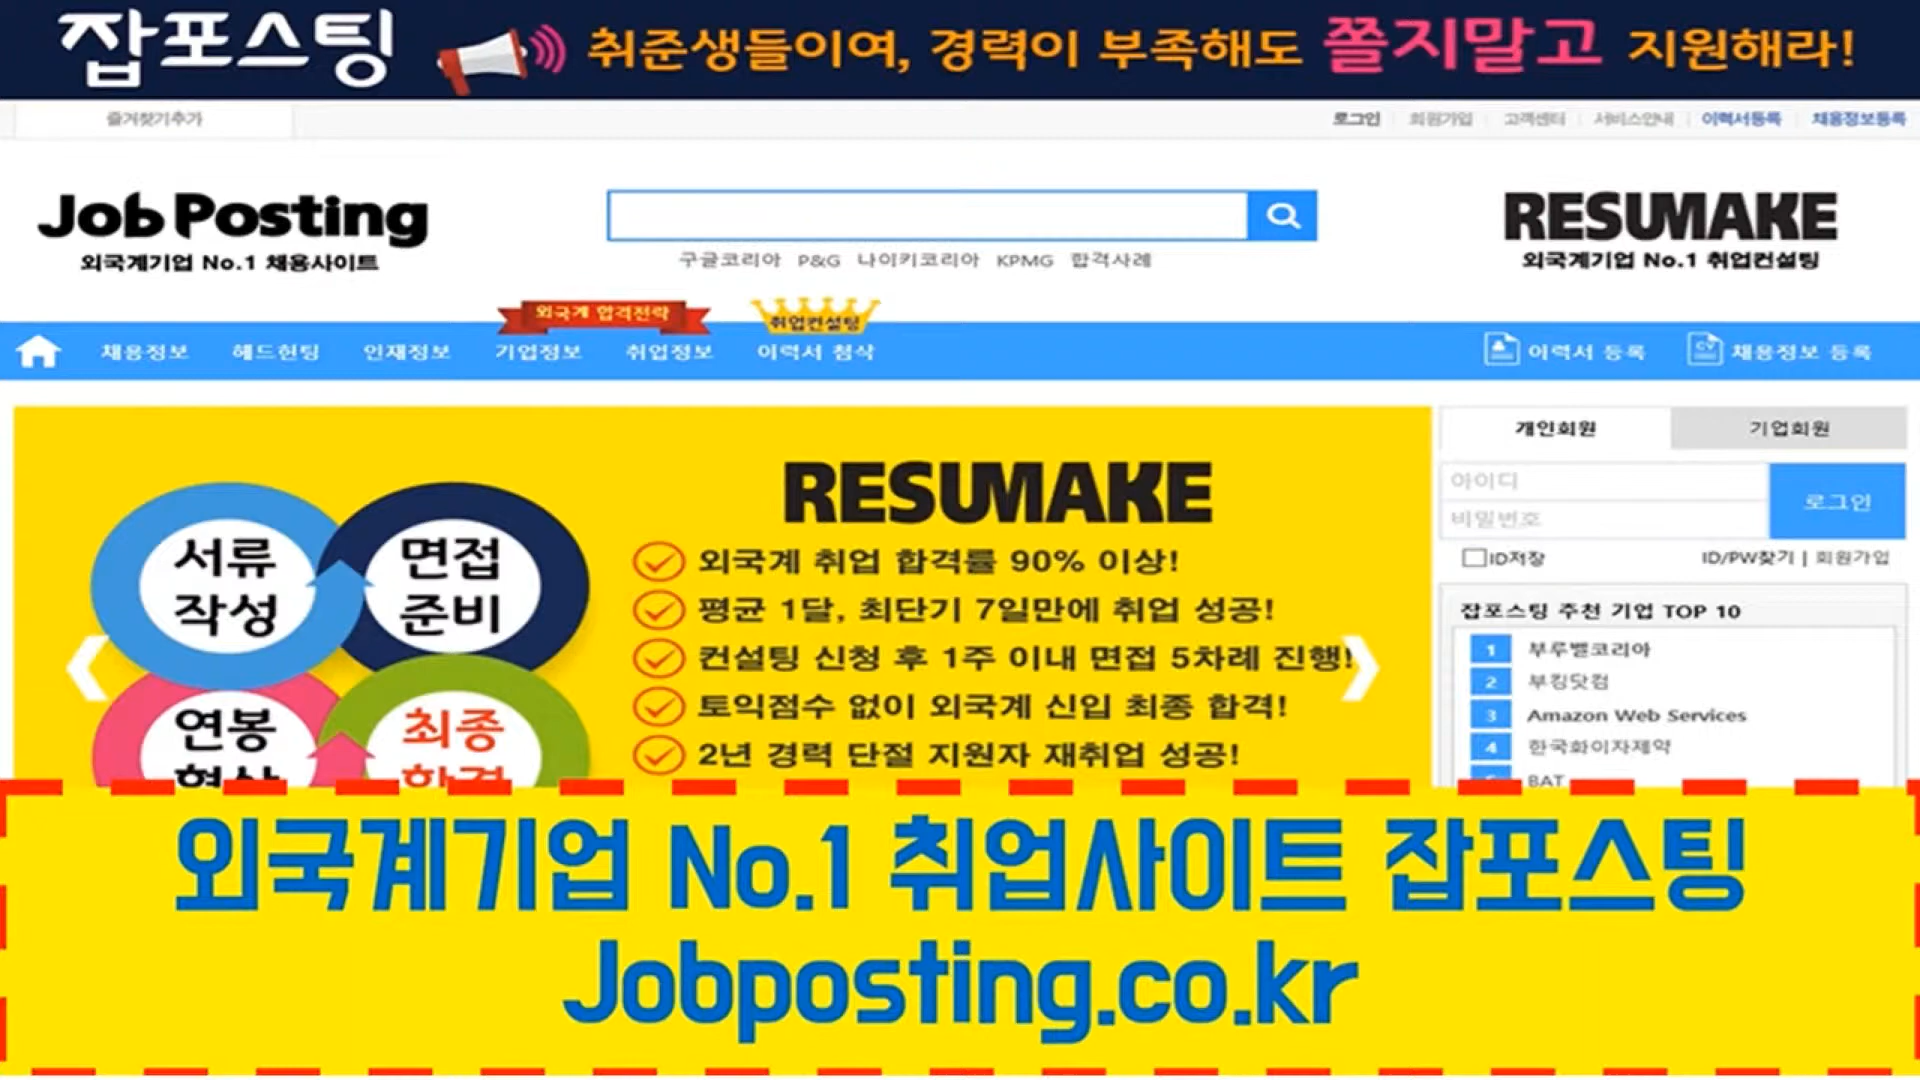 잡포스팅 취준생들이여, 경력이 부족해도 쫄지말고 지원해라!
즐겨찾기추가 로그인 회원가입 고객센터 서비스안내 이력서등록 채용정보등록
Job Posting
외국계기업 No.1 채용사이트
구글코리아 P&G 나이키코리아 KPMG 합격사례
RESUMAKE
외국계기업 No.1 취업컨설팅
외국계 합격전략 취업컨설팅
채용정보 헤드헌팅 인재정보 기업정보 취업정보 이력서 첨삭 이력서 등록 CV 채용정보 등록
서류 작성
면접 준비
연봉 협상
최종 합격
RESUMAKE
외국계 취업 합격률 90% 이상!
평균 1달, 최단기 7일만에 취업 성공!
컨설팅 신청 후 1주 이내 면접 5차례 진행!
토익점수 없이 외국계 신입 최종 합격!
2년 경력 단절 지원자 재취업 성공!
개인회원 기업회원
아이디
비밀번호
로그인
ID저장 ID/PW찾기 | 회원가입
잡포스팅 추천 기업 TOP 10
1 부루벨코리아
2 부킹닷컴
3 Amazon Web Services
4 한국화이자제약
5 BAT
외국계기업 No.1 취업사이트 잡포스팅
Jobposting.co.kr